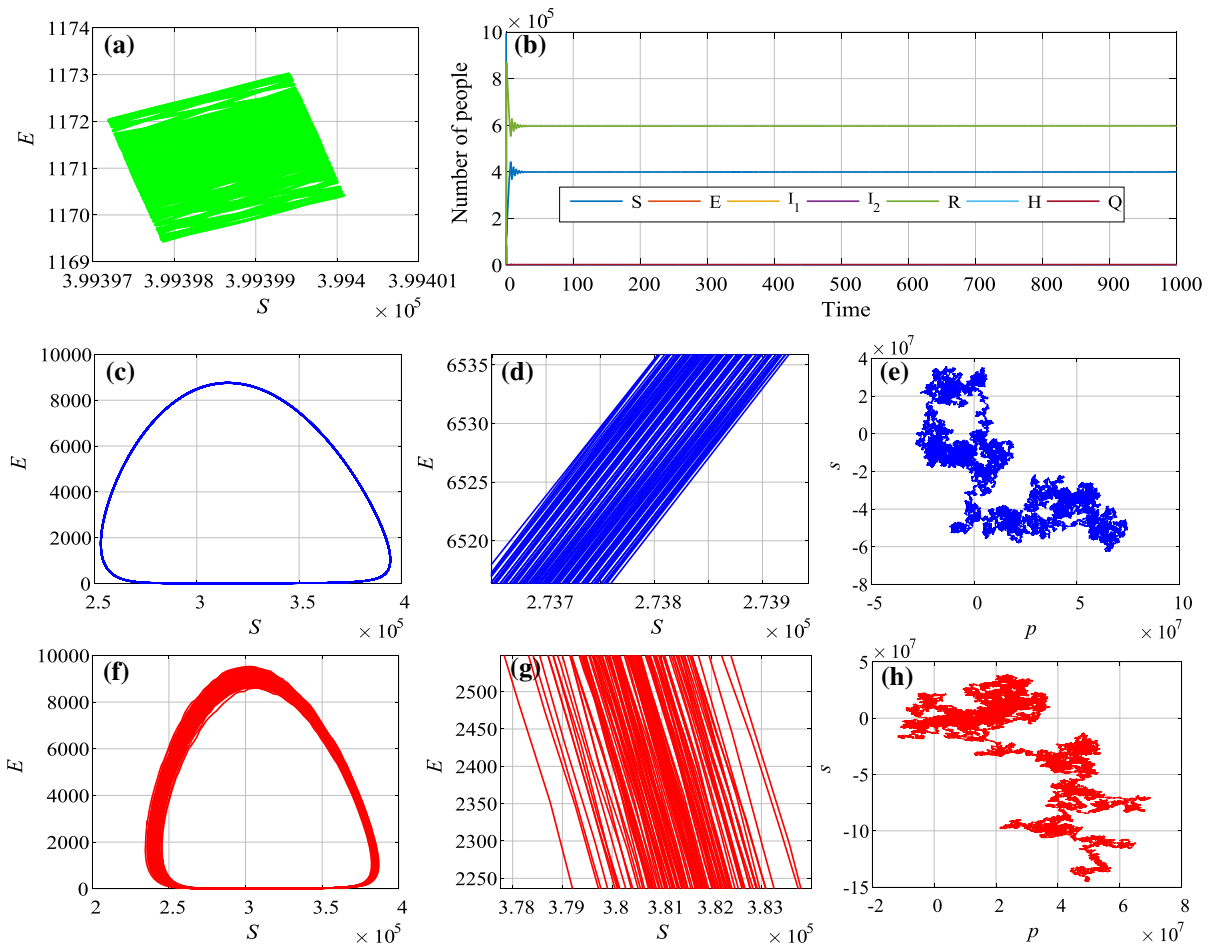 (a)
1174
1173
1172
1171
1170
1169
E
3.99397 3.99398 3.99399 3.994 3.99401
S
× 10^5
(b)
× 10^5
10
8
6
4
2
0
Number of people
S E I_1 I_2 R H Q
0 100 200 300 400 500 600 700 800 900 1000
Time
(c)
10000
8000
6000
4000
2000
0
E
2.5 3 3.5 4
S
× 10^5
(d)
6535
6530
6525
6520
E
2.737 2.738 2.739
S
× 10^5
(e)
× 10^7
4
2
0
-2
-4
-6
-8
s
-5 0 5 10
p
× 10^7
(f)
10000
8000
6000
4000
2000
0
E
2 2.5 3 3.5 4
S
× 10^5
(g)
2500
2450
2400
2350
2300
2250
E
3.78 3.79 3.8 3.81 3.82 3.83
S
× 10^5
(h)
× 10^7
5
0
-5
-10
-15
s
-2 0 2 4 6 8
p
× 10^7